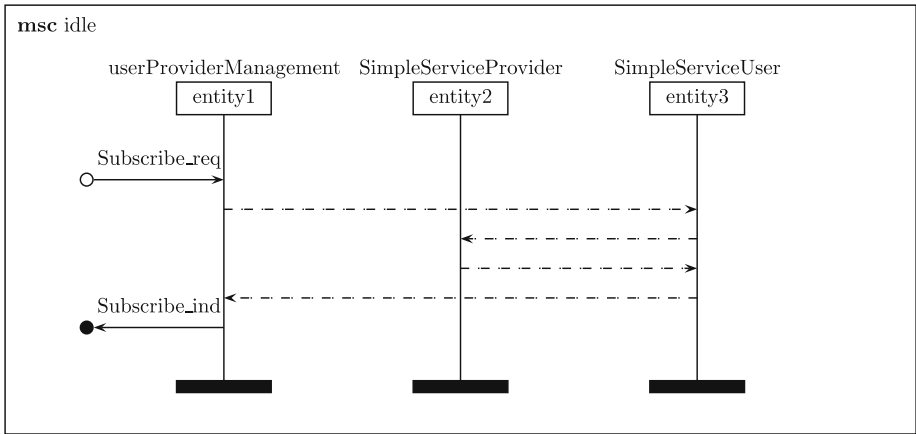 msc idle
userProviderManagement SimpleServiceProvider SimpleServiceUser
entity1 entity2 entity3
Subscribe_req
Subscribe_ind